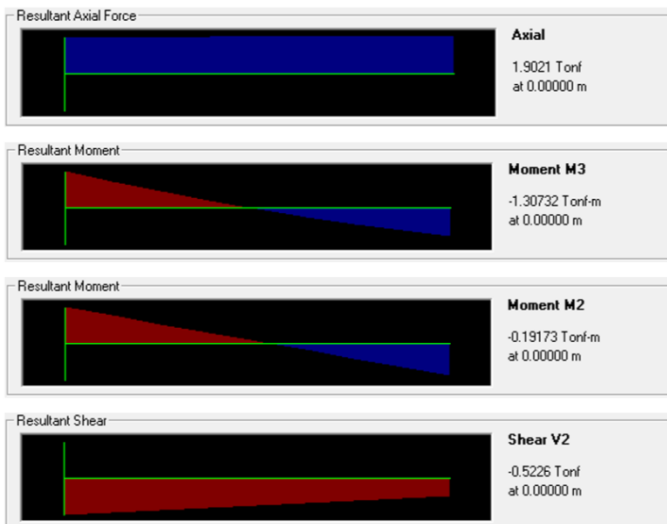 Resultant Axial Force
Axial
1.9021 Tonf
at 0.00000 m
Resultant Moment
Moment M3
-1.30732 Tonf-m
at 0.00000 m
Resultant Moment
Moment M2
-0.19173 Tonf-m
at 0.00000 m
Resultant Shear
Shear V2
-0.5226 Tonf
at 0.00000 m